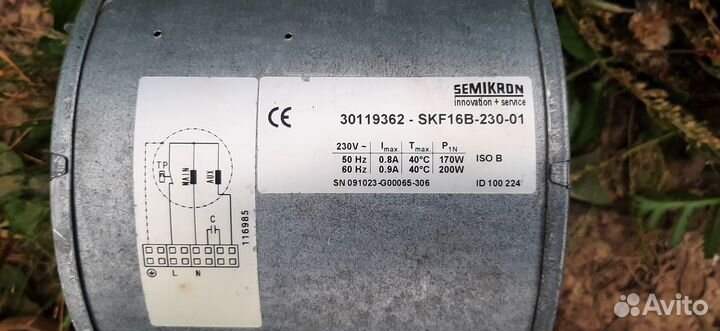 SEMIKRON
innovation + service
CE
30119362 - SKF16B-230-01
230V ~ Imax Tmax P1N
50 Hz 0.8A 40°C 170W ISO B
60 Hz 0.9A 40°C 200W
SN 091023-G00065-306 ID 100 224
TP
MAIN
AUX
C
L N
116985
Avito